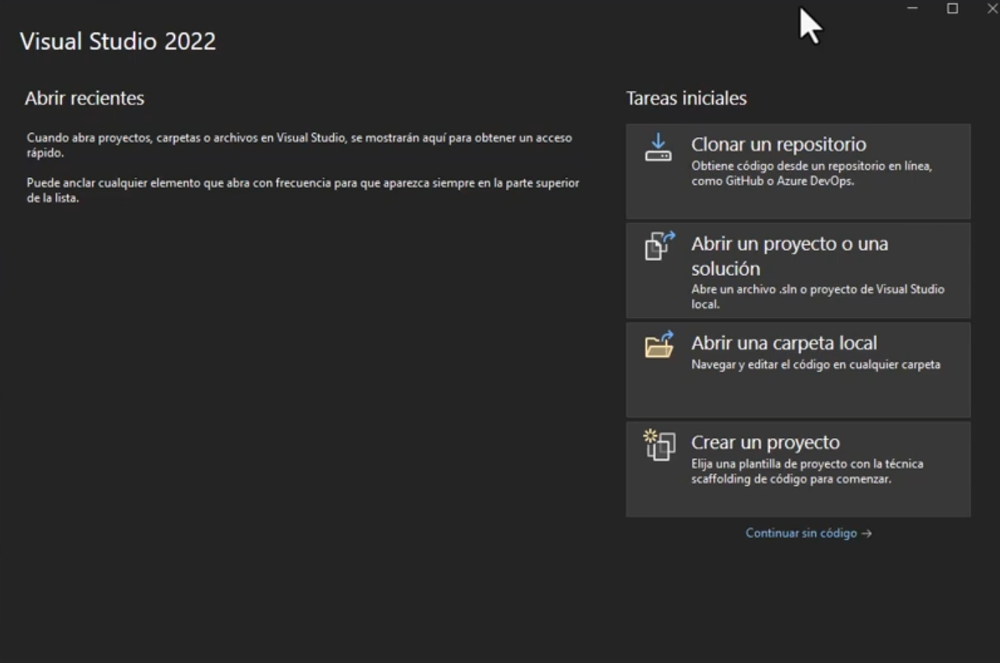 Visual Studio 2022
Abrir recientes
Cuando abra proyectos, carpetas o archivos en Visual Studio, se mostrarán aquí para obtener un acceso
rápido.
Puede anclar cualquier elemento que abra con frecuencia para que aparezca siempre en la parte superior
de la lista.
Tareas iniciales
Clonar un repositorio
Obtiene código desde un repositorio en línea,
como GitHub o Azure DevOps.
Abrir un proyecto o una
solución
Abre un archivo .sln o proyecto de Visual Studio
local.
Abrir una carpeta local
Navegar y editar el código en cualquier carpeta
Crear un proyecto
Elija una plantilla de proyecto con la técnica
scaffolding de código para comenzar.
Continuar sin código →